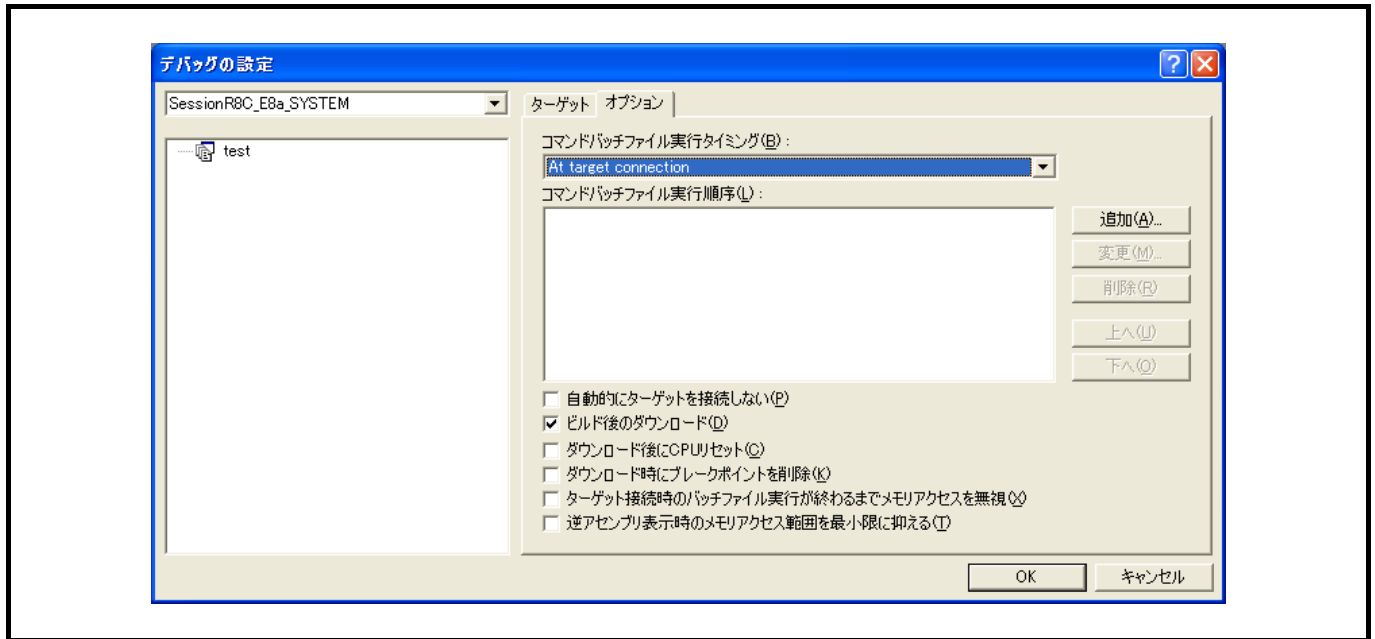 デバッグの設定
SessionR8C_E8a_SYSTEM
test
ターゲット オプション
コマンドバッチファイル実行タイミング(B):
At target connection
コマンドバッチファイル実行順序(L):
追加(A)...
変更(M)...
削除(R)
上へ(U)
下へ(O)
自動的にターゲットを接続しない(P)
ビルド後のダウンロード(D)
ダウンロード後にCPUリセット(C)
ダウンロード時にブレークポイントを削除(K)
ターゲット接続時のバッチファイル実行が終わるまでメモリアクセスを無視(X)
逆アセンブリ表示時のメモリアクセス範囲を最小限に抑える(T)
OK キャンセル